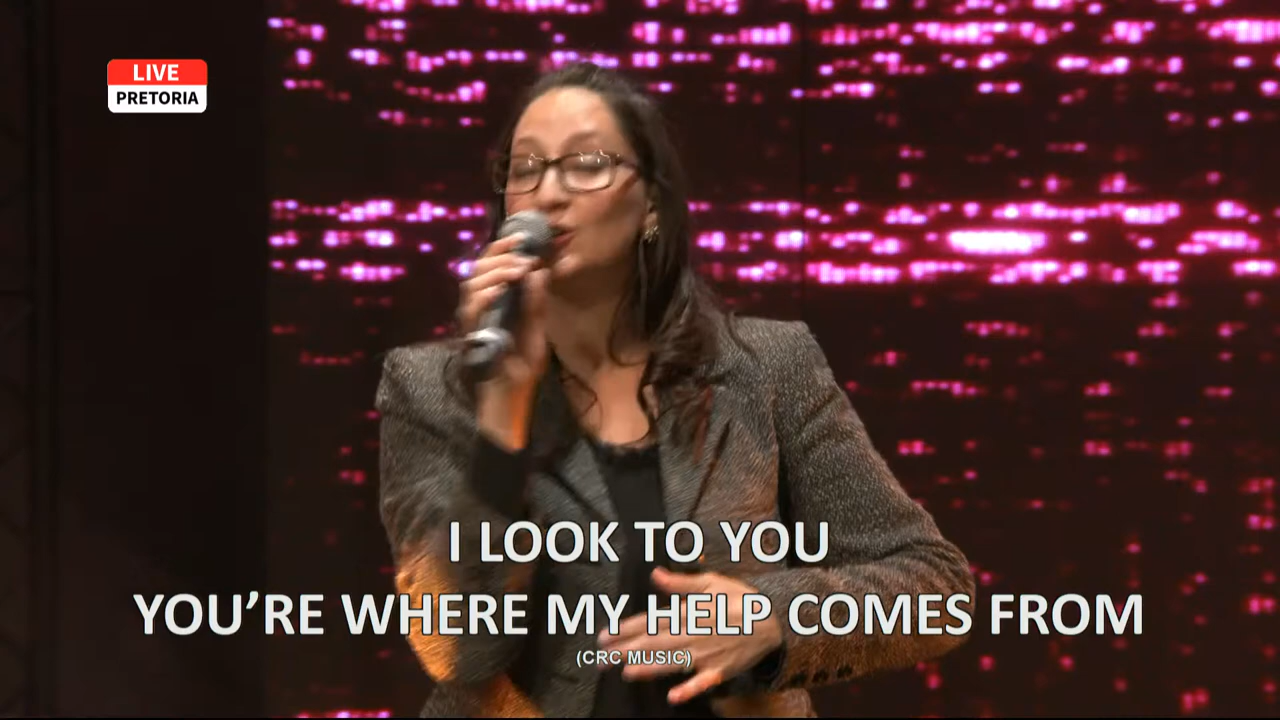 LIVE
PRETORIA
I LOOK TO YOU
YOU’RE WHERE MY HELP COMES FROM
(CRC MUSIC)